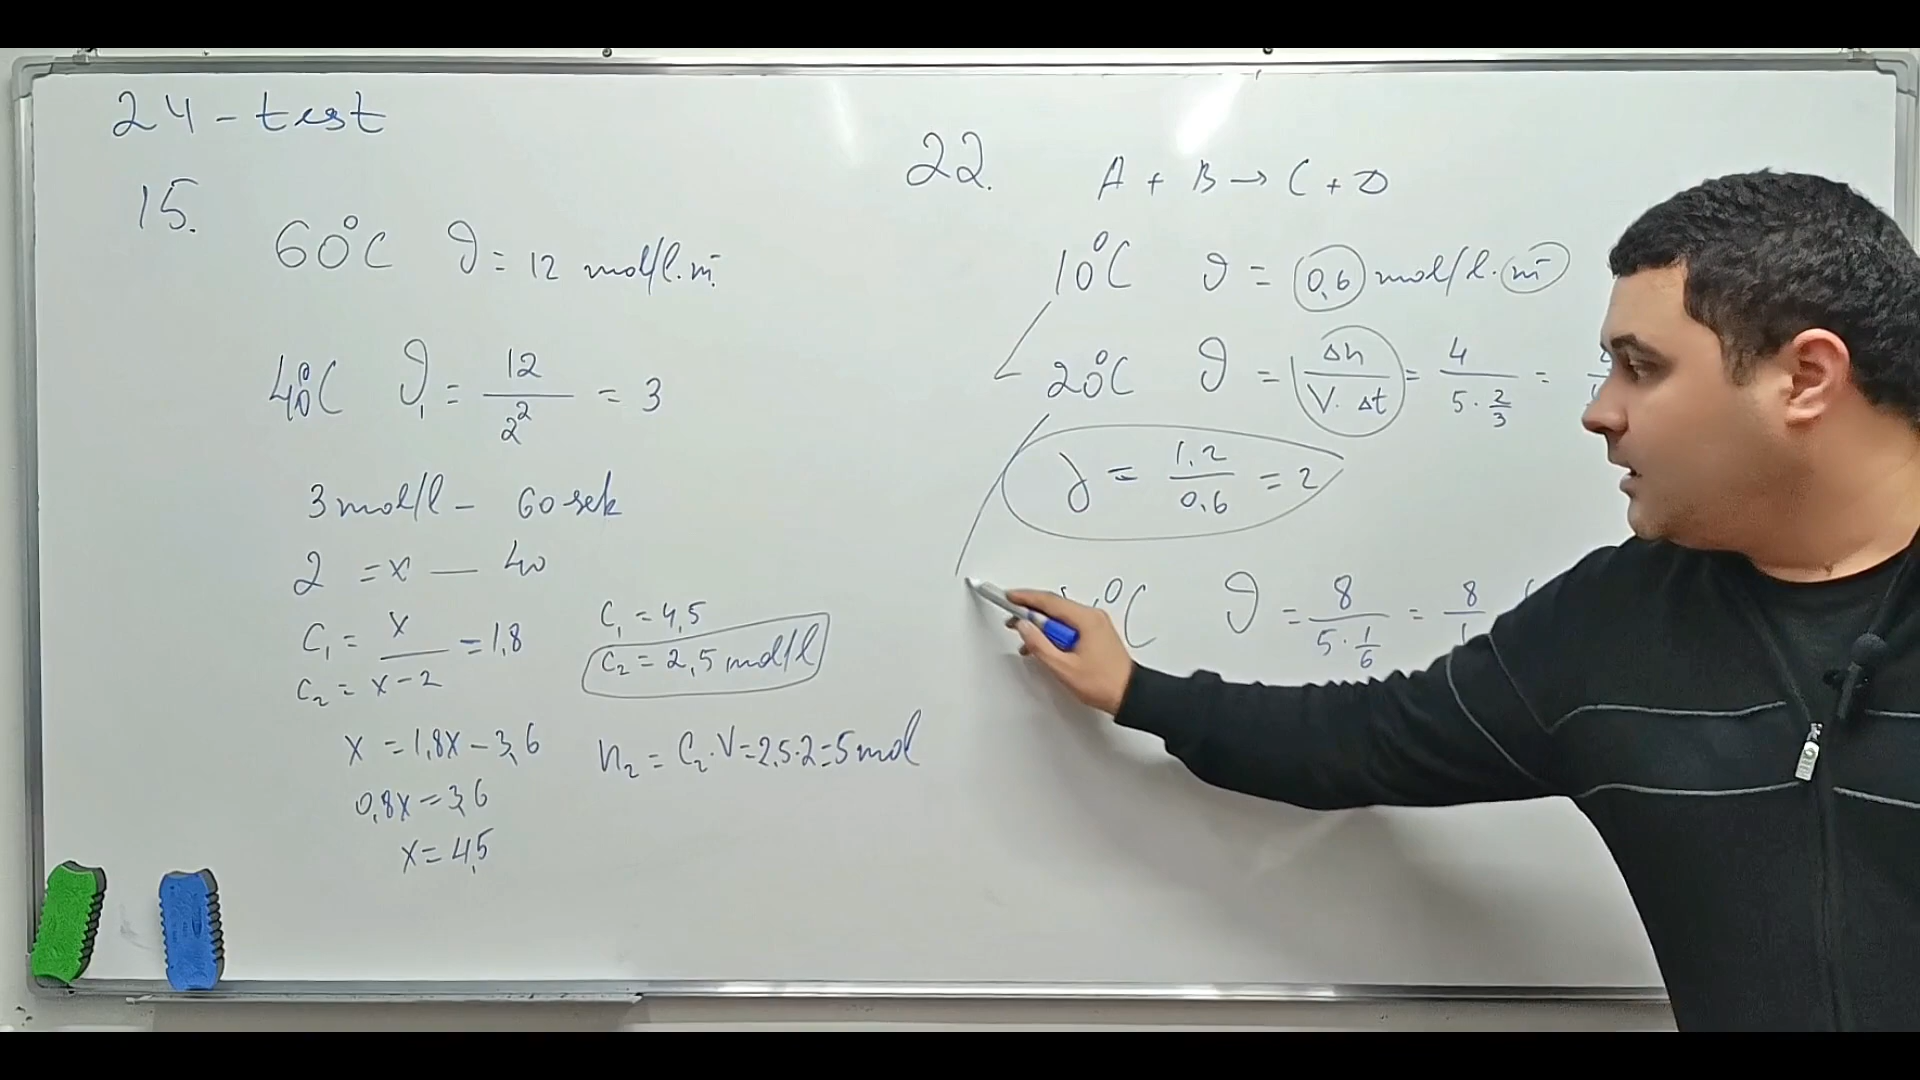 24 - test
15.
60°C ϑ = 12 mol/l.m̄
40°C ϑ₁ = 12/2² = 3
3 mol/l - 60 sek
2 = x — 40
C₁ = x
C₂ = x - 2 = 1,8
x = 1,8x - 3,6
0,8x = 3,6
x = 4,5
C₁ = 4,5
C₂ = 2,5 mol/l
n₂ = C₂·V = 2,5·2 = 5 mol
22.
A + B → C + D
10°C ϑ = 0,6 mol/l·m̄
20°C ϑ = Δn/(V·Δt) = 4/(5·2/3) =
γ = 1,2/0,6 = 2
°C ϑ = 8/(5·1/6) = 8/